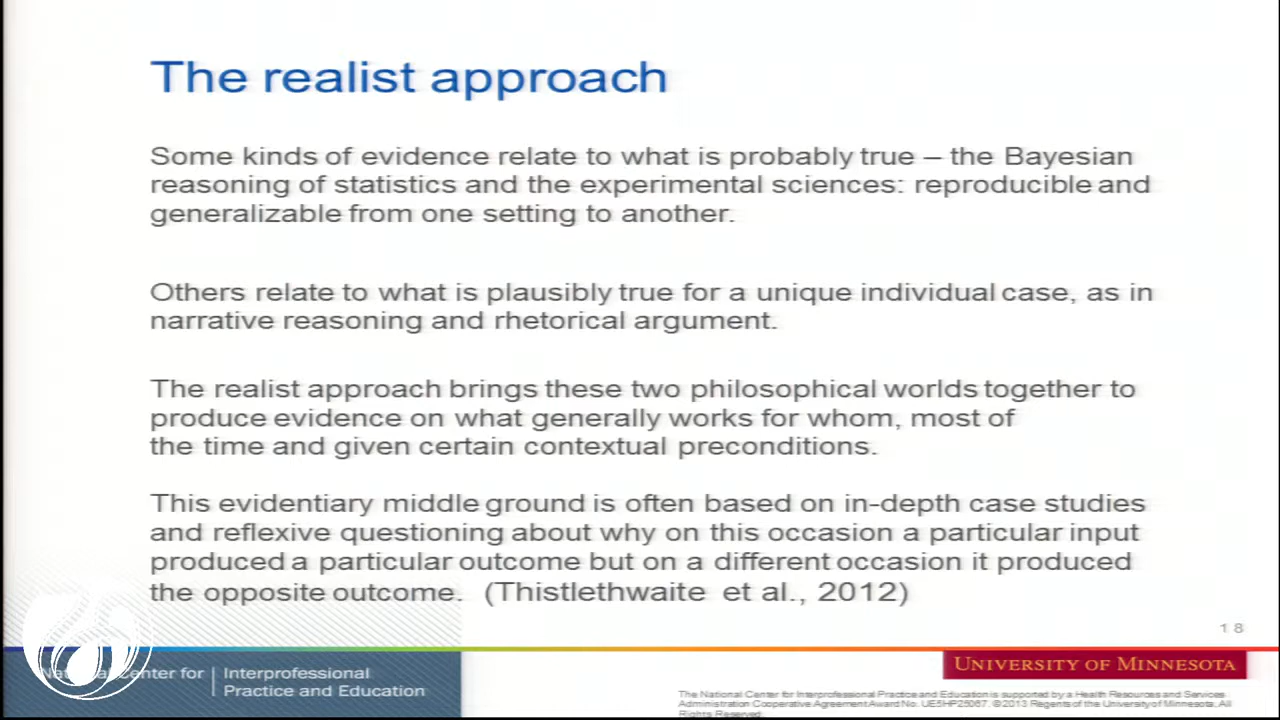 The realist approach
Some kinds of evidence relate to what is probably true – the Bayesian
reasoning of statistics and the experimental sciences: reproducible and
generalizable from one setting to another.
Others relate to what is plausibly true for a unique individual case, as in
narrative reasoning and rhetorical argument.
The realist approach brings these two philosophical worlds together to
produce evidence on what generally works for whom, most of
the time and given certain contextual preconditions.
This evidentiary middle ground is often based on in-depth case studies
and reflexive questioning about why on this occasion a particular input
produced a particular outcome but on a different occasion it produced
the opposite outcome. (Thistlethwaite et al., 2012)
18
National Center for
Interprofessional
Practice and Education
UNIVERSITY OF MINNESOTA
The National Center for Interprofessional Practice and Education is supported by a Health Resources and Services
Administration Cooperative Agreement Award No. UE5HP25067. ©2013 Regents of the University of Minnesota, All
Rights Reserved.